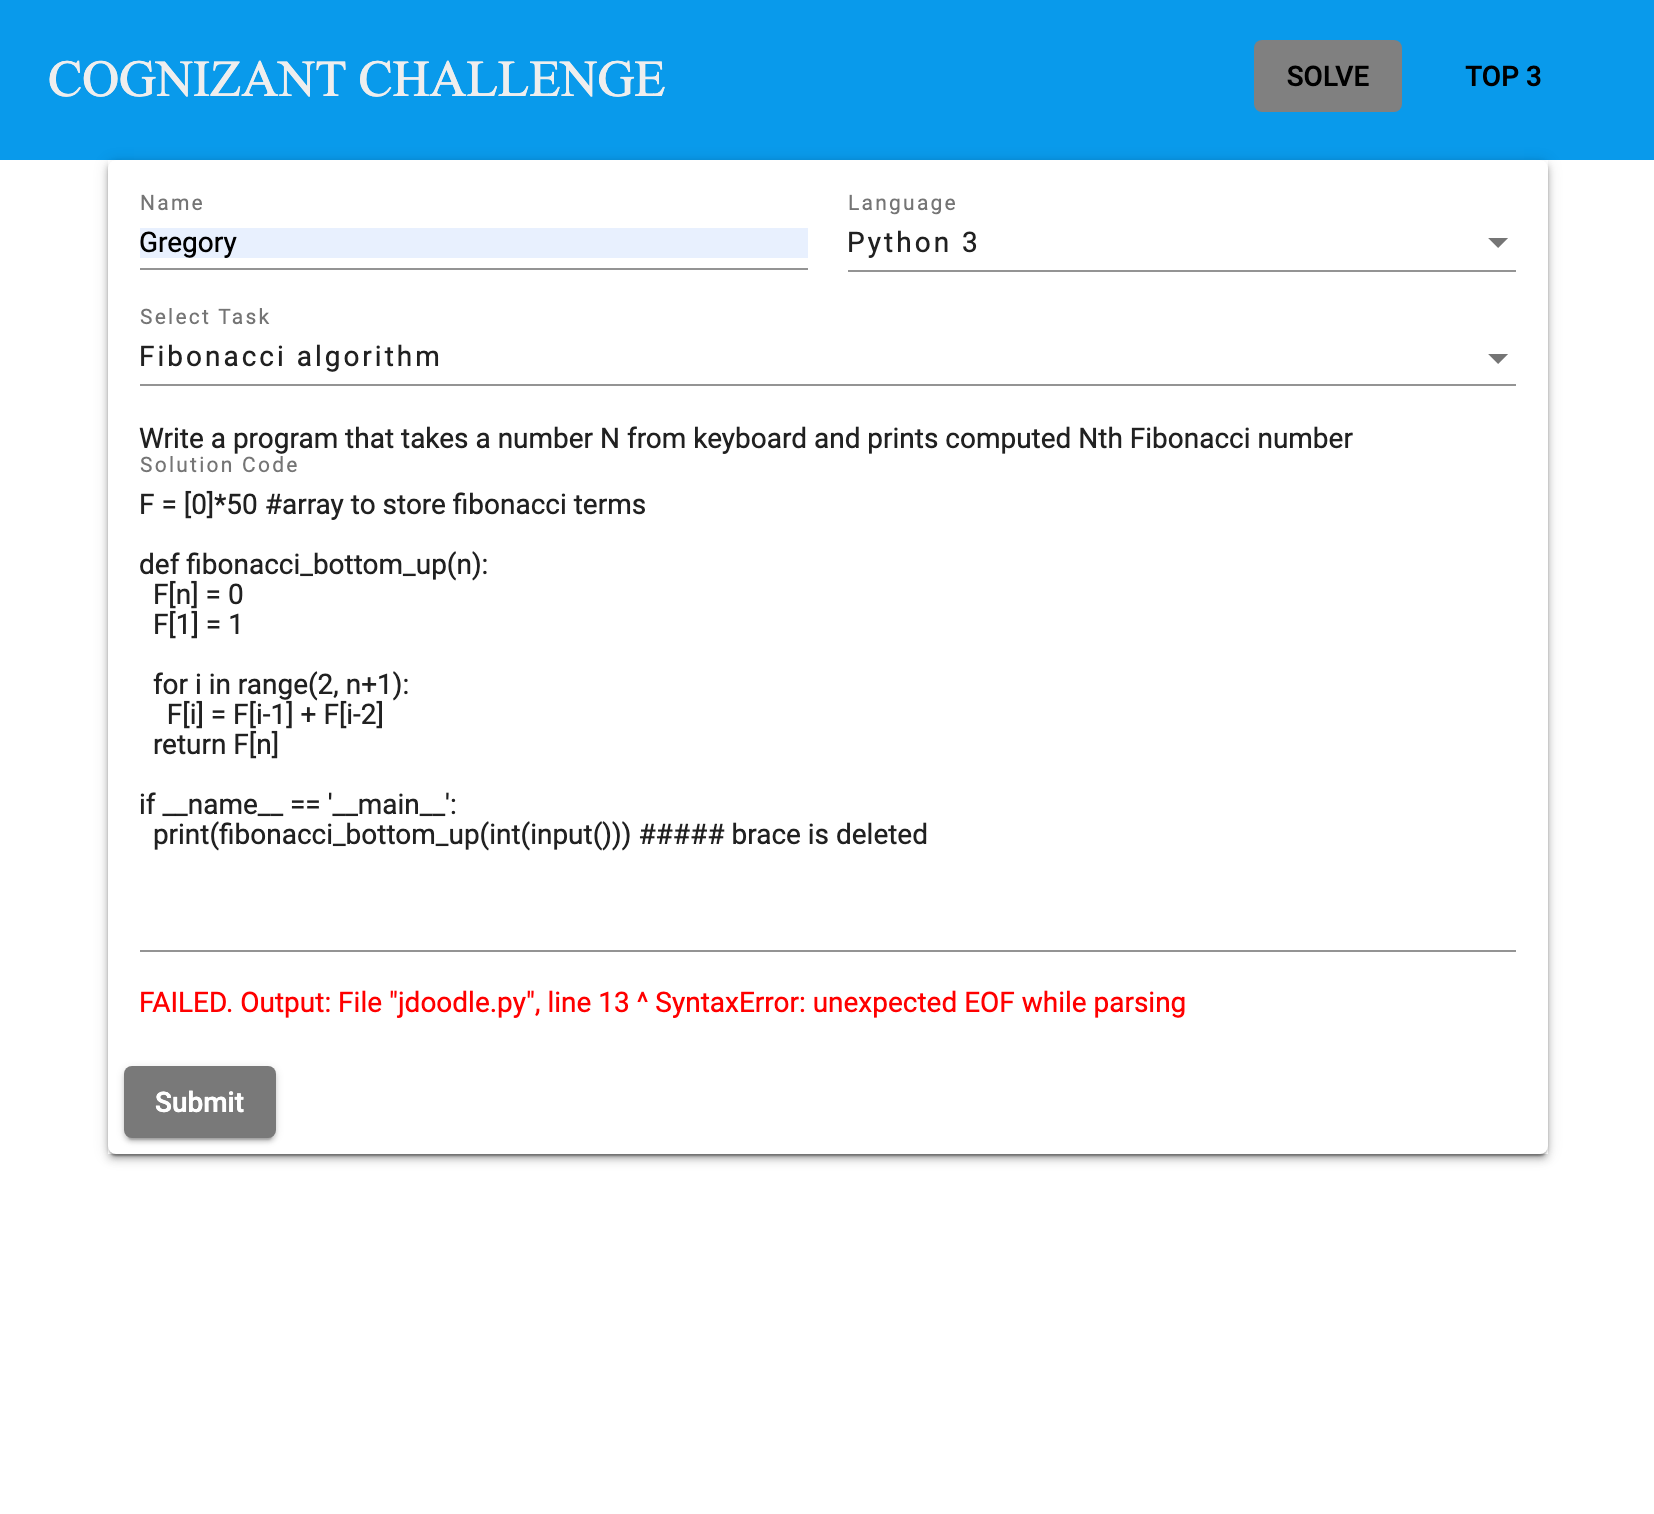 COGNIZANT CHALLENGE
SOLVE
TOP 3
Name
Language
Gregory
Python 3
Select Task
Fibonacci algorithm
Write a program that takes a number N from keyboard and prints computed Nth Fibonacci number
Solution Code
F = [0]*50 #array to store fibonacci terms
def fibonacci_bottom_up(n):
F[n] = 0
F[1] = 1
for i in range(2, n+1):
F[i] = F[i-1] + F[i-2]
return F[n]
if __name__ == '__main__':
print(fibonacci_bottom_up(int(input())) ##### brace is deleted
FAILED. Output: File "jdoodle.py", line 13 ^ SyntaxError: unexpected EOF while parsing
Submit